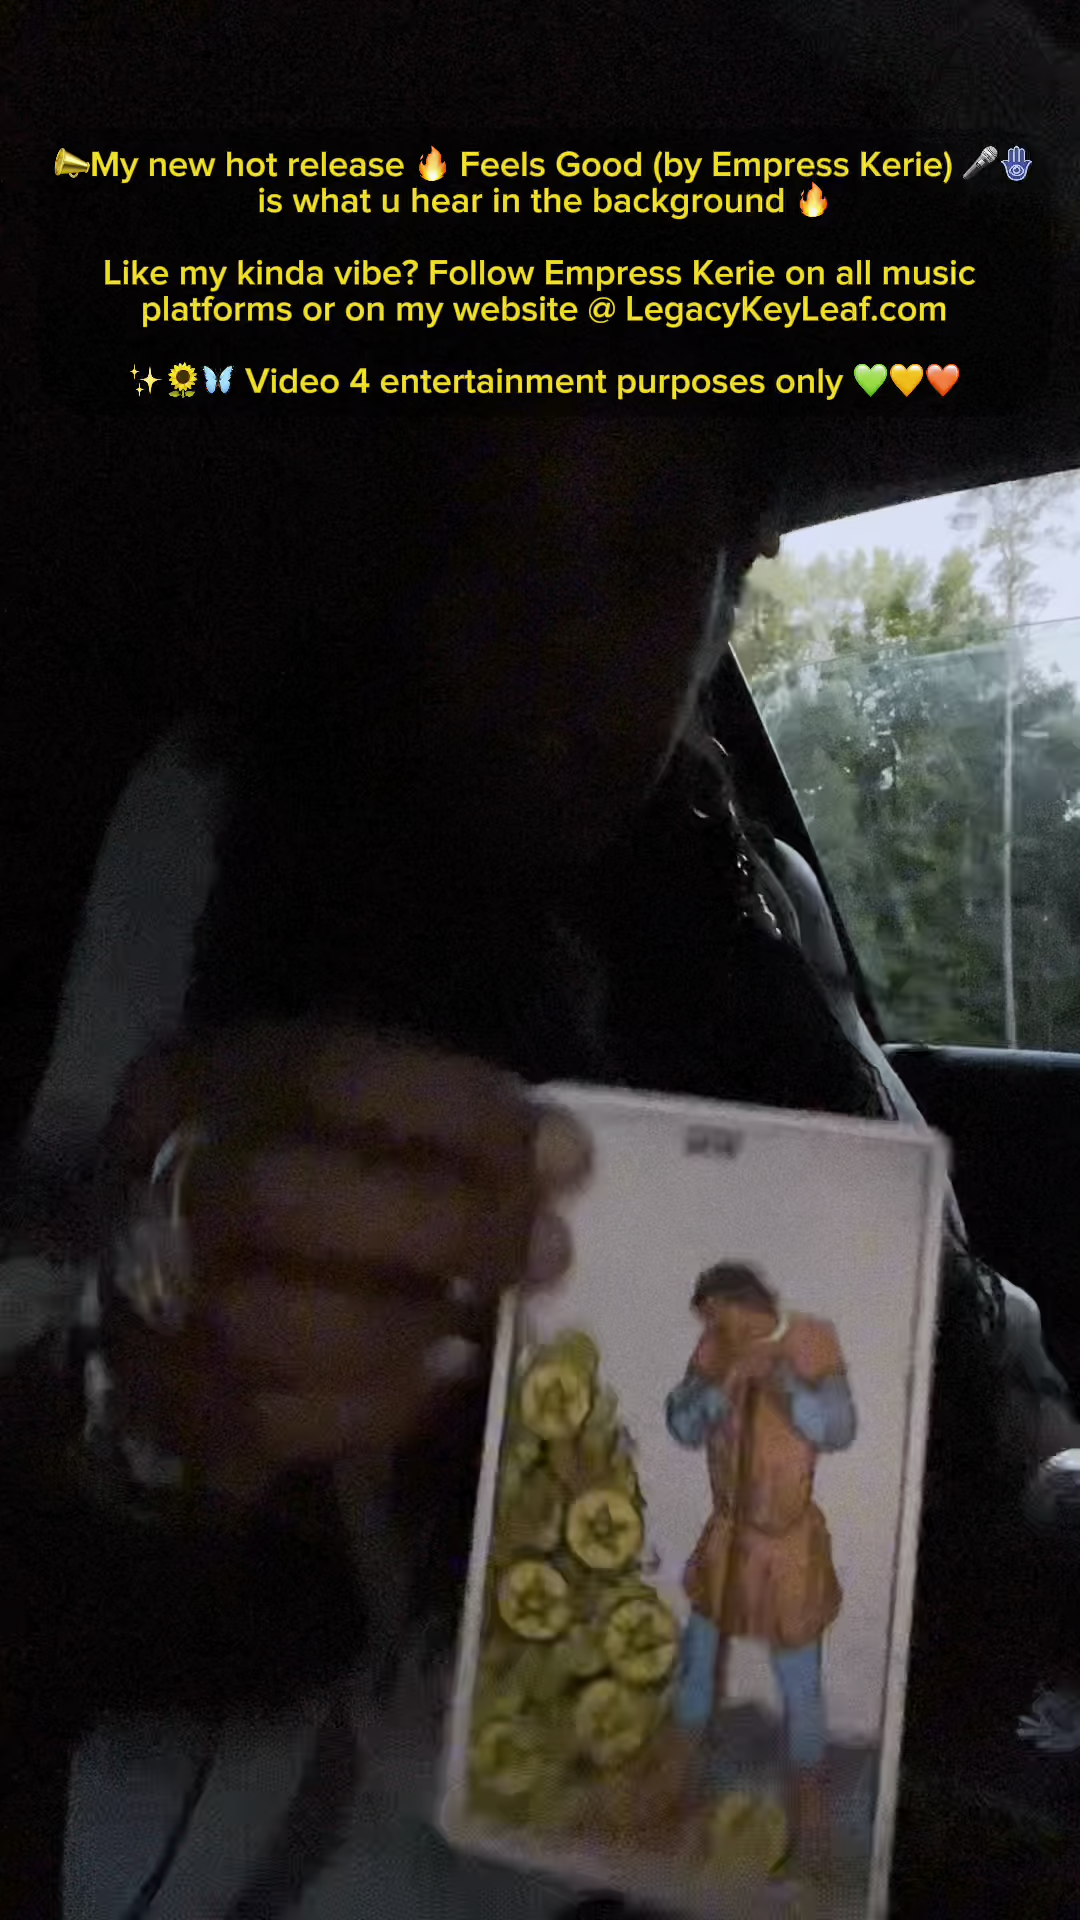 📣My new hot release 🔥 Feels Good (by Empress Kerie) 🎤🪬
is what u hear in the background 🔥
Like my kinda vibe? Follow Empress Kerie on all music
platforms or on my website @ LegacyKeyLeaf.com
✨🌻🦋 Video 4 entertainment purposes only 💚💛❤️